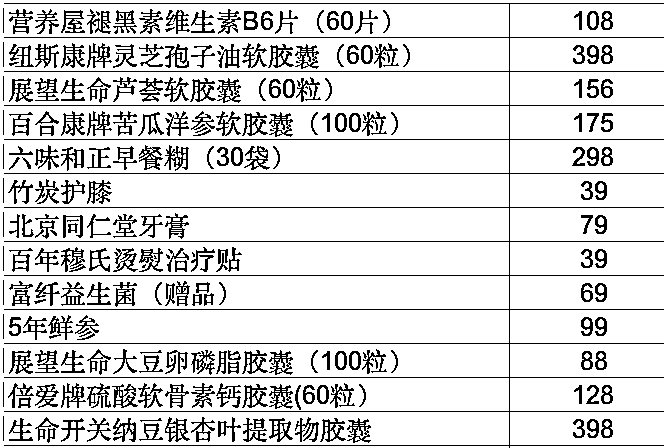 营养屋褪黑素维生素B6片（60片） 108
纽斯康牌灵芝孢子油软胶囊（60粒） 398
展望生命芦荟软胶囊（60粒） 156
百合康牌苦瓜洋参软胶囊（100粒） 175
六味和正早餐糊（30袋） 298
竹炭护膝 39
北京同仁堂牙膏 79
百年穆氏烫熨治疗贴 39
富纤益生菌（赠品） 69
5年鲜参 99
展望生命大豆卵磷脂胶囊（100粒） 88
倍爱牌硫酸软骨素钙胶囊(60粒） 128
生命开关纳豆银杏叶提取物胶囊 398